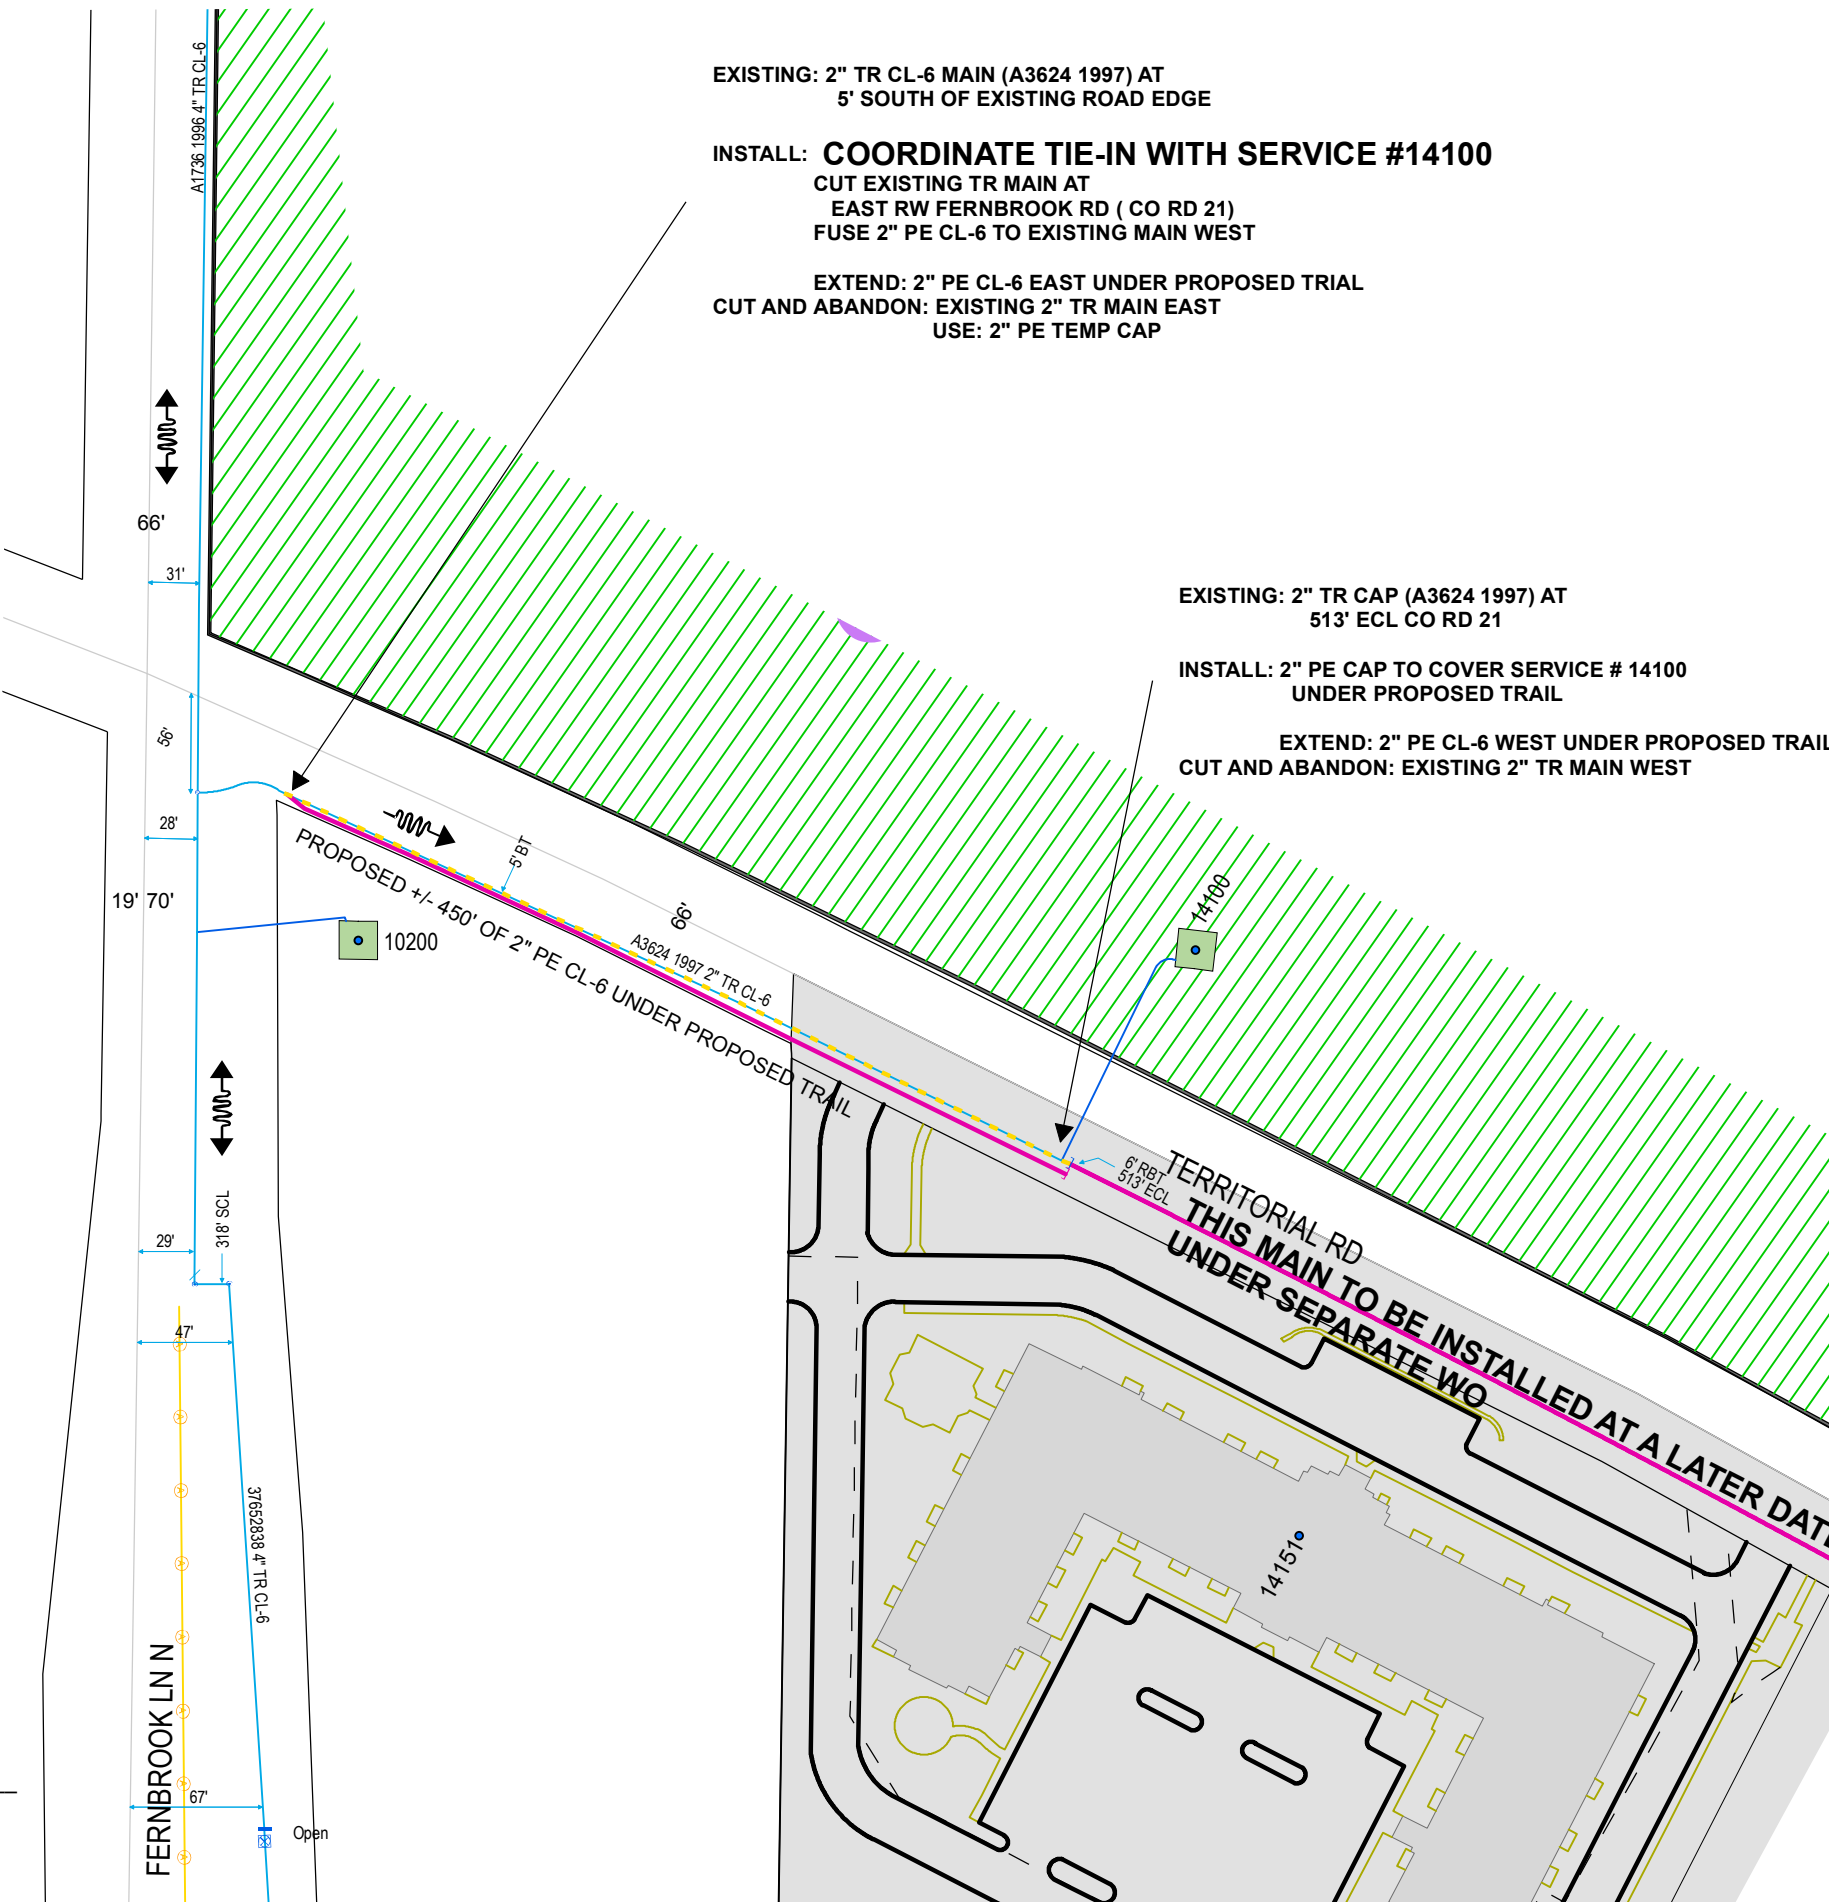 A1736 1996 4" TR CL-6
EXISTING: 2" TR CL-6 MAIN (A3624 1997) AT
5' SOUTH OF EXISTING ROAD EDGE
INSTALL: COORDINATE TIE-IN WITH SERVICE #14100
CUT EXISTING TR MAIN AT
EAST RW FERNBROOK RD ( CO RD 21)
FUSE 2" PE CL-6 TO EXISTING MAIN WEST
EXTEND: 2" PE CL-6 EAST UNDER PROPOSED TRIAL
CUT AND ABANDON: EXISTING 2" TR MAIN EAST
USE: 2" PE TEMP CAP
66'
31'
EXISTING: 2" TR CAP (A3624 1997) AT
513' ECL CO RD 21
INSTALL: 2" PE CAP TO COVER SERVICE # 14100
UNDER PROPOSED TRAIL
EXTEND: 2" PE CL-6 WEST UNDER PROPOSED TRAIL
CUT AND ABANDON: EXISTING 2" TR MAIN WEST
56'
28'
19' 70'
10200
5' BT
66'
A3624 1997 2" TR CL-6
PROPOSED +/- 450' OF 2" PE CL-6 UNDER PROPOSED TRAIL
14100
6' RBT
513' ECL
TERRITORIAL RD
THIS MAIN TO BE INSTALLED AT A LATER DATE
UNDER SEPARATE WO
318' SCL
29'
47'
37652838 4" TR CL-6
14151
FERNBROOK LN N
67'
Open